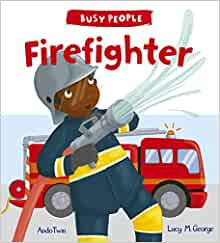 BUSY PEOPLE
Firefighter
AndoTwin
Lucy M. George